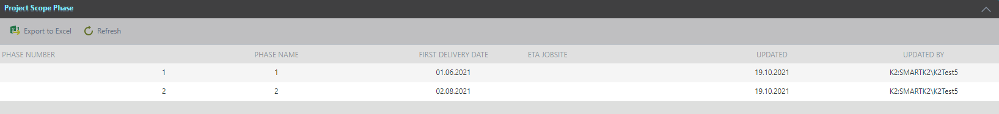 Project Scope Phase
Export to Excel Refresh
PHASE NUMBER PHASE NAME FIRST DELIVERY DATE ETA JOBSITE UPDATED UPDATED BY
1 1 01.06.2021 19.10.2021 K2:SMARTK2\K2Test5
2 2 02.08.2021 19.10.2021 K2:SMARTK2\K2Test5